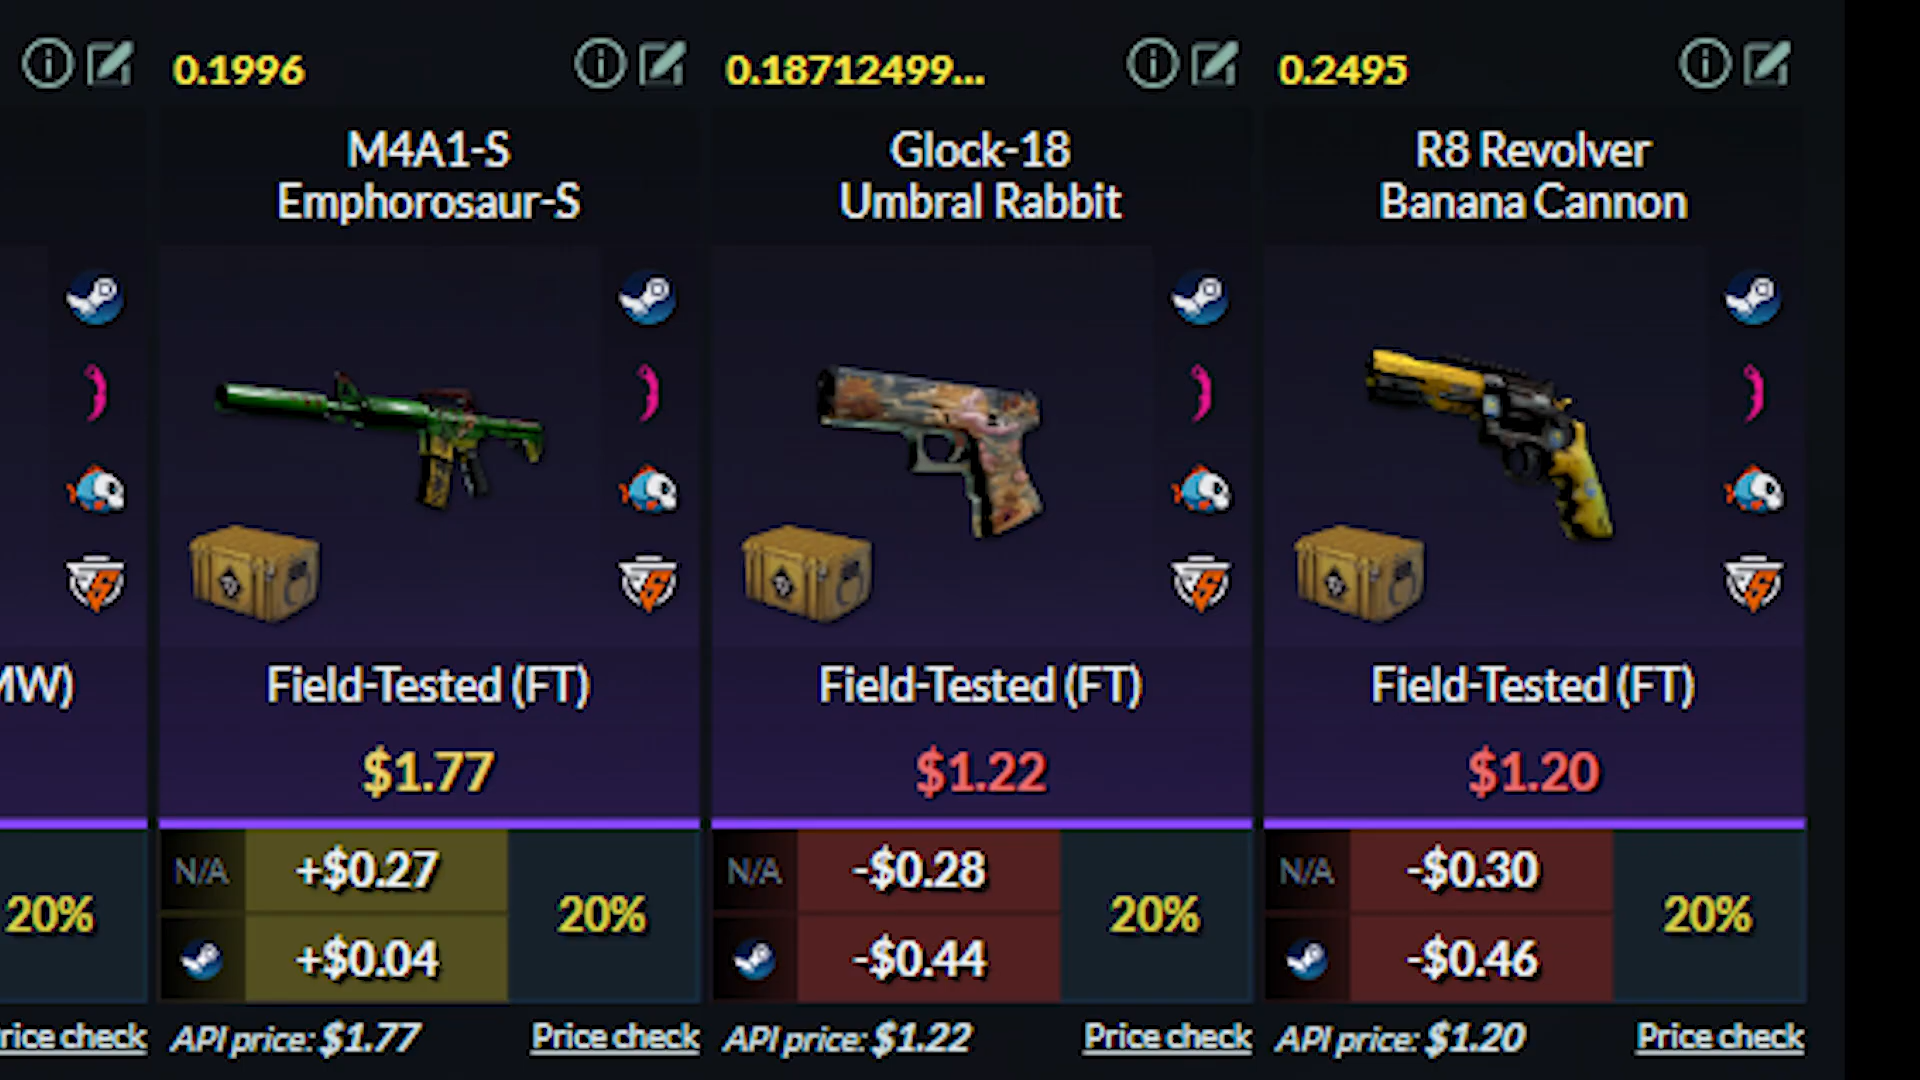 0.1996
0.18712499...
0.2495
M4A1-S
Emphorosaur-S
Glock-18
Umbral Rabbit
R8 Revolver
Banana Cannon
MW)
Field-Tested (FT)
Field-Tested (FT)
Field-Tested (FT)
$1.77
$1.22
$1.20
20%
N/A
+$0.27
+$0.04
20%
N/A
-$0.28
-$0.44
20%
N/A
-$0.30
-$0.46
20%
rice check
API price: $1.77
Price check
API price: $1.22
Price check
API price: $1.20
Price check